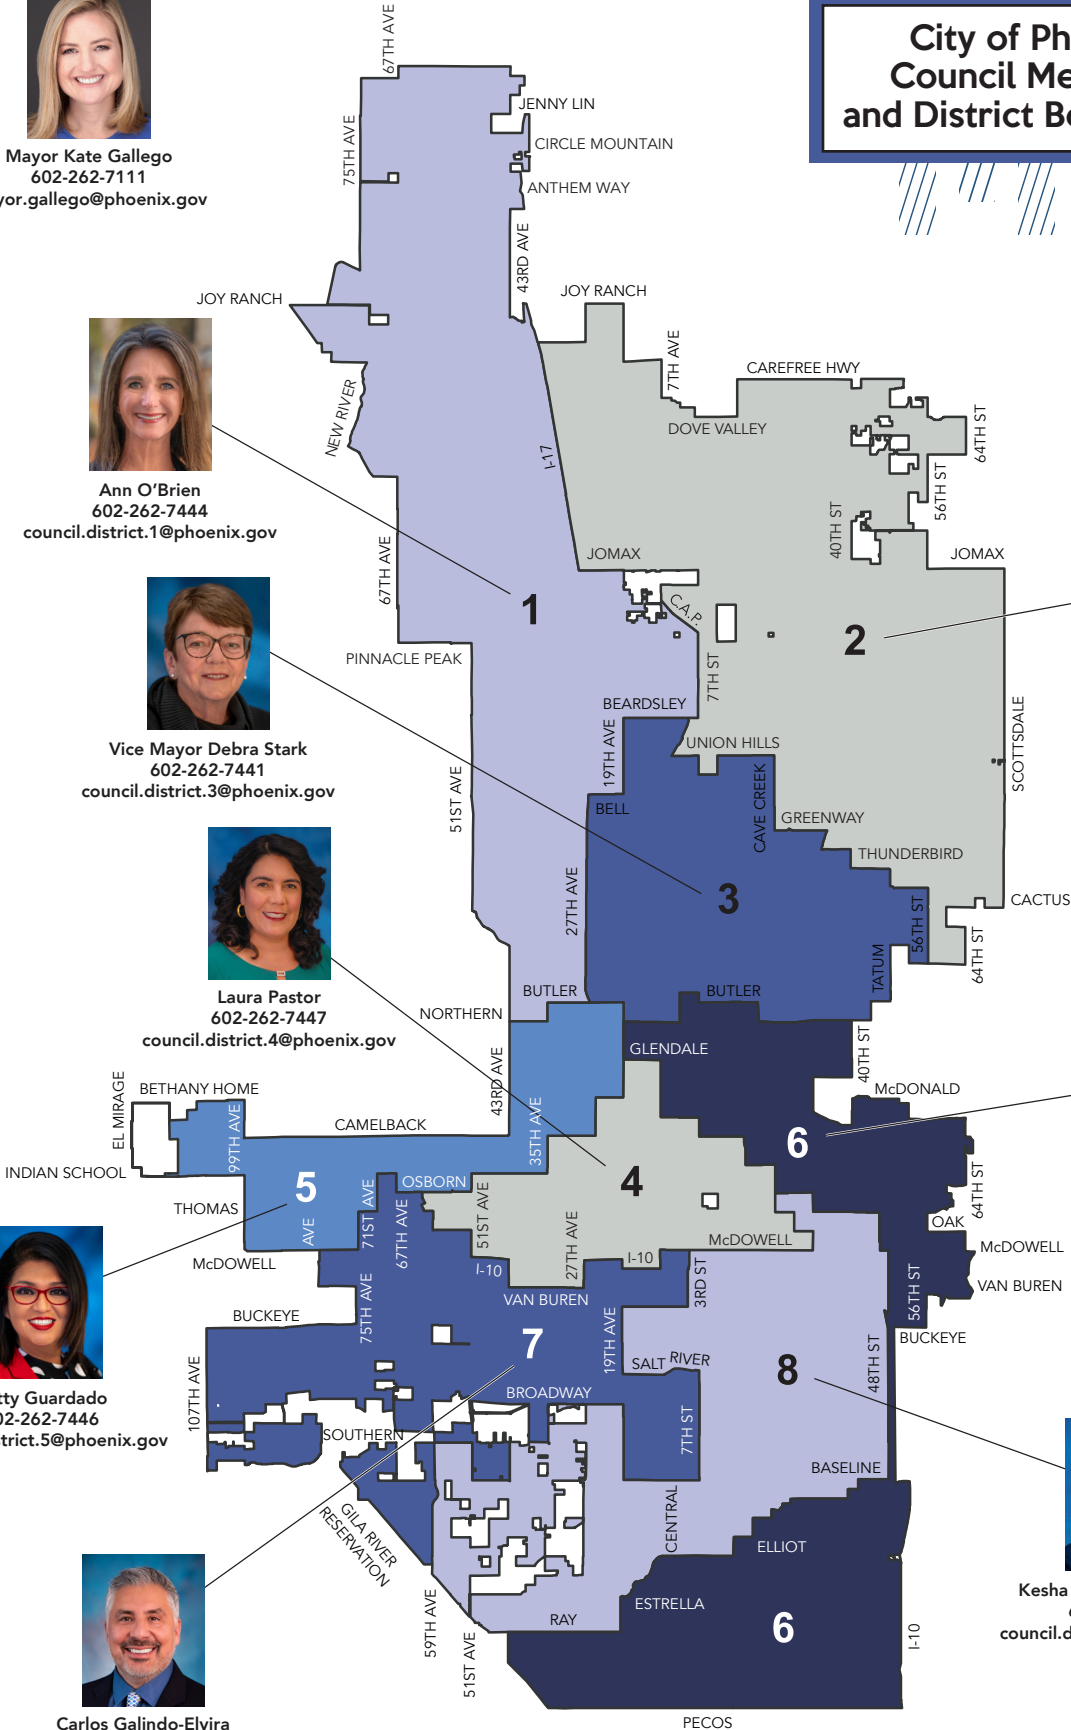 City of Ph
Council Me
and District Bo
Mayor Kate Gallego
602-262-7111
yor.gallego@phoenix.gov
67TH AVE
JENNY LIN
75TH AVE
CIRCLE MOUNTAIN
ANTHEM WAY
43RD AVE
JOY RANCH
JOY RANCH
7TH AVE
CAREFREE HWY
NEW RIVER
DOVE VALLEY
64TH ST
I-17
56TH ST
Ann O'Brien
602-262-7444
council.district.1@phoenix.gov
40TH ST
JOMAX
JOMAX
67TH AVE
C.A.P.
1
2
PINNACLE PEAK
7TH ST
BEARDSLEY
Vice Mayor Debra Stark
602-262-7441
council.district.3@phoenix.gov
UNION HILLS
19TH AVE
SCOTTSDALE
51ST AVE
BELL
CAVE CREEK
GREENWAY
THUNDERBIRD
27TH AVE
3
CACTUS
56TH ST
64TH ST
TATUM
Laura Pastor
602-262-7447
council.district.4@phoenix.gov
BUTLER
BUTLER
NORTHERN
GLENDALE
40TH ST
43RD AVE
EL MIRAGE
BETHANY HOME
McDONALD
99TH AVE
CAMELBACK
35TH AVE
6
INDIAN SCHOOL
5
OSBORN
4
64TH ST
THOMAS
AVE
71ST AVE
67TH AVE
51ST AVE
27TH AVE
OAK
McDOWELL
McDOWELL
McDOWELL
I-10
I-10
VAN BUREN
VAN BUREN
3RD ST
56TH ST
BUCKEYE
75TH AVE
7
19TH AVE
BUCKEYE
107TH AVE
SALT RIVER
8
48TH ST
tty Guardado
02-262-7446
strict.5@phoenix.gov
BROADWAY
SOUTHERN
7TH ST
BASELINE
GILA RIVER
RESERVATION
CENTRAL
ELLIOT
59TH AVE
ESTRELLA
RAY
6
51ST AVE
I-10
Kesha
council.d
PECOS
Carlos Galindo-Elvira